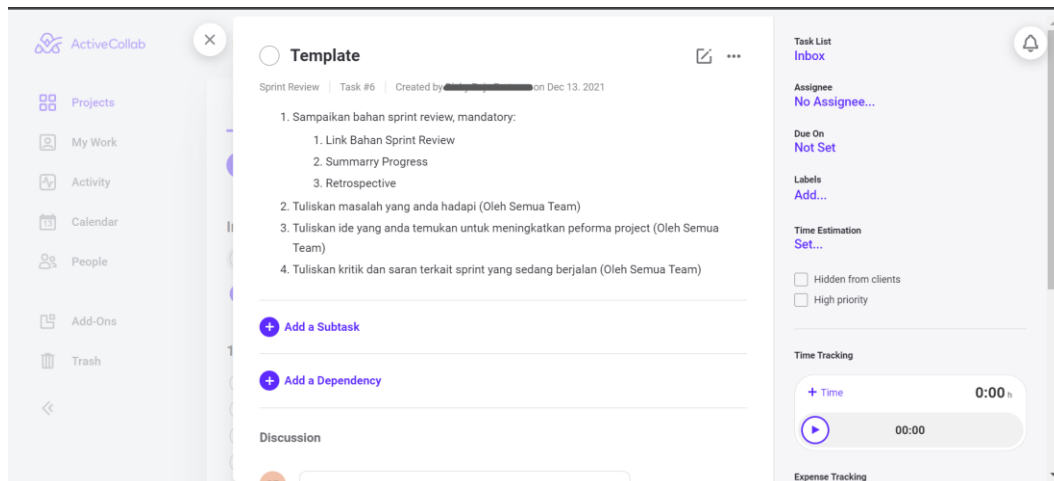 ActiveCollab
Projects
My Work
Activity
13
Calendar
People
Add-Ons
Trash
Template
Sprint Review
Task #6
Created by
on Dec 13. 2021
1. Sampaikan bahan sprint review, mandatory:
1. Link Bahan Sprint Review
2. Summarry Progress
3. Retrospective
2. Tuliskan masalah yang anda hadapi (Oleh Semua Team)
3. Tuliskan ide yang anda temukan untuk meningkatkan peforma project (Oleh Semua
Team)
4. Tuliskan kritik dan saran terkait sprint yang sedang berjalan (Oleh Semua Team)
Add a Subtask
Add a Dependency
Discussion
Task List
Inbox
Assignee
No Assignee...
Due On
Not Set
Labels
Add...
Time Estimation
Set...
Hidden from clients
High priority
Time Tracking
+ Time
0:00 h
00:00
Expense Tracking